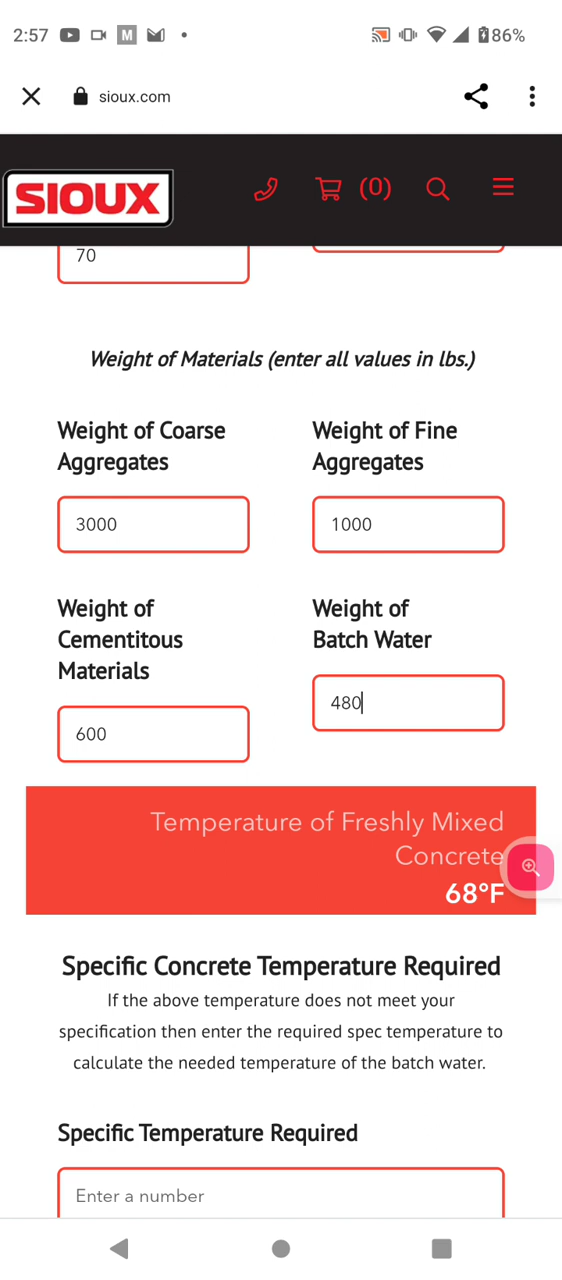 2:57 M 86%
sioux.com
SIOUX (0)
70
Weight of Materials (enter all values in lbs.)
Weight of Coarse
Aggregates
3000
Weight of Fine
Aggregates
1000
Weight of
Cementitous
Materials
600
Weight of
Batch Water
480
Temperature of Freshly Mixed
Concrete
68°F
Specific Concrete Temperature Required
If the above temperature does not meet your
specification then enter the required spec temperature to
calculate the needed temperature of the batch water.
Specific Temperature Required
Enter a number